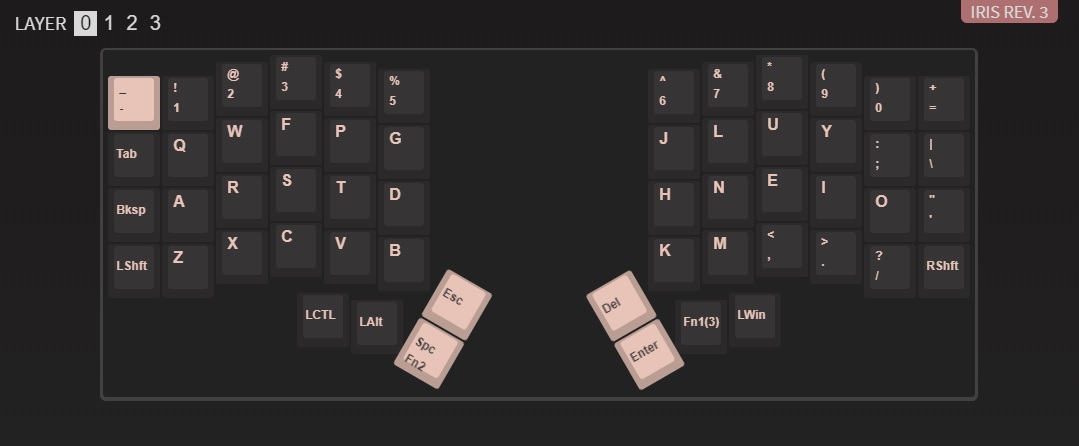 LAYER 0 1 2 3
IRIS REV. 3
_ ! @ # $ % ^ & * ( ) +
- 1 2 3 4 5 6 7 8 9 0 =
Tab Q W F P G J L U Y : |
; \
Bksp A R S T D H N E I O "
'
LShft Z X C V B K M < > ? RShft
, . /
LCTL LAlt Esc Del Fn1(3) LWin
Spc Enter
Fn2